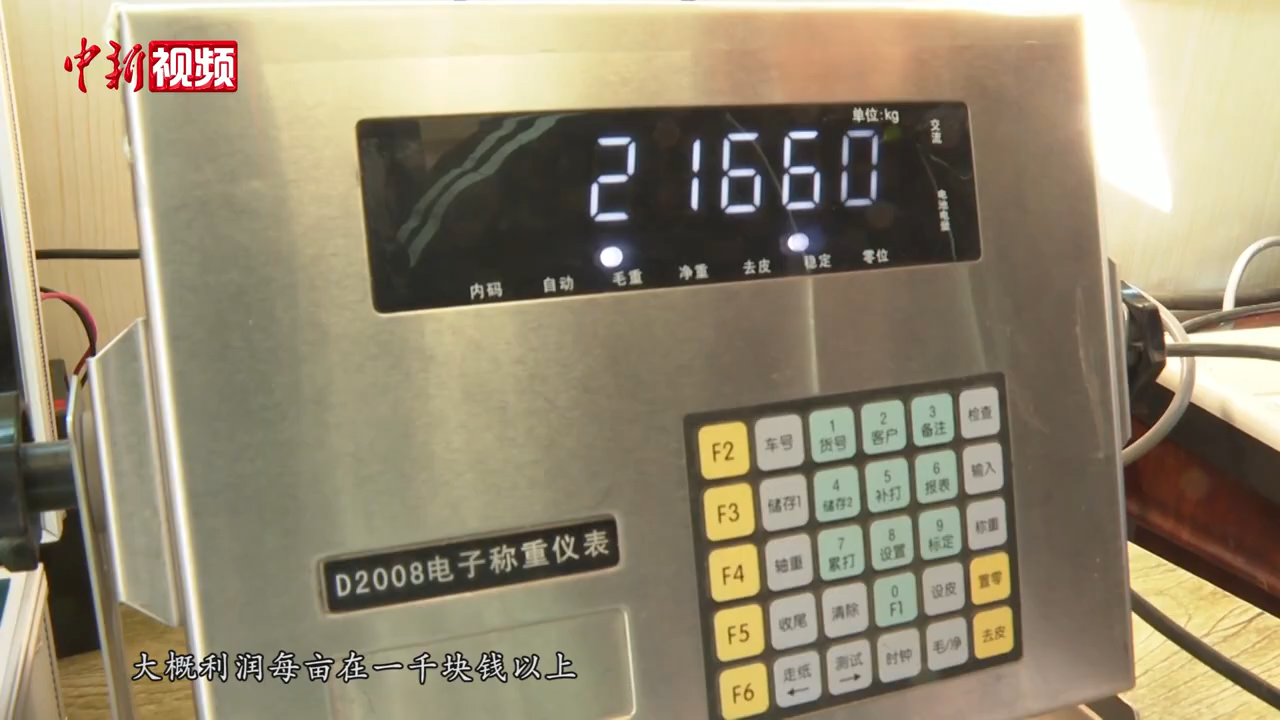 中新视频
单位:kg
交流
21660
电池电量
内码 自动 毛重 净重 去皮 稳定 零位
F2 车号 1 货号 2 客户 3 备注 检查
F3 储存1 4 储存2 5 补打 6 报表 输入
F4 轴重 7 累打 8 设置 9 标定 称重
F5 收尾 清除 0 F1 设皮 置零
F6 走纸 ← 测试 → 时钟 毛/净 去皮
D2008电子称重仪表
大概利润每亩在一千块钱以上